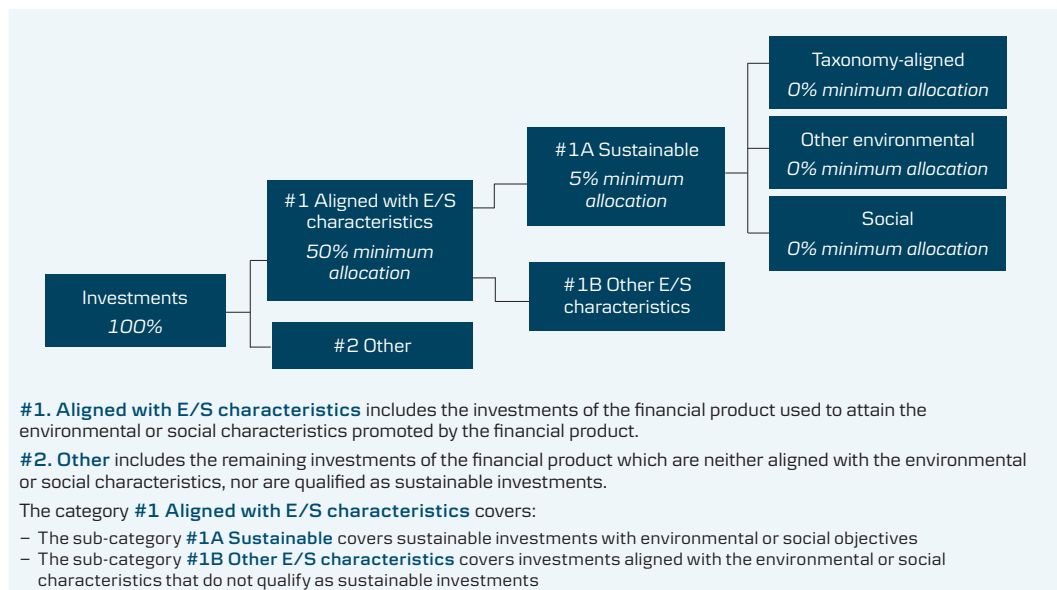 Taxonomy-aligned
0% minimum allocation
Other environmental
0% minimum allocation
#1A Sustainable
5% minimum
allocation
Social
0% minimum allocation
#1 Aligned with E/S
characteristics
50% minimum
allocation
#1B Other E/S
characteristics
Investments
100%
#2 Other
#1. Aligned with E/S characteristics includes the investments of the financial product used to attain the
environmental or social characteristics promoted by the financial product.
#2. Other includes the remaining investments of the financial product which are neither aligned with the environmental
or social characteristics, nor are qualified as sustainable investments.
The category #1 Aligned with E/S characteristics covers:
– The sub-category #1A Sustainable covers sustainable investments with environmental or social objectives
– The sub-category #1B Other E/S characteristics covers investments aligned with the environmental or social
characteristics that do not qualify as sustainable investments